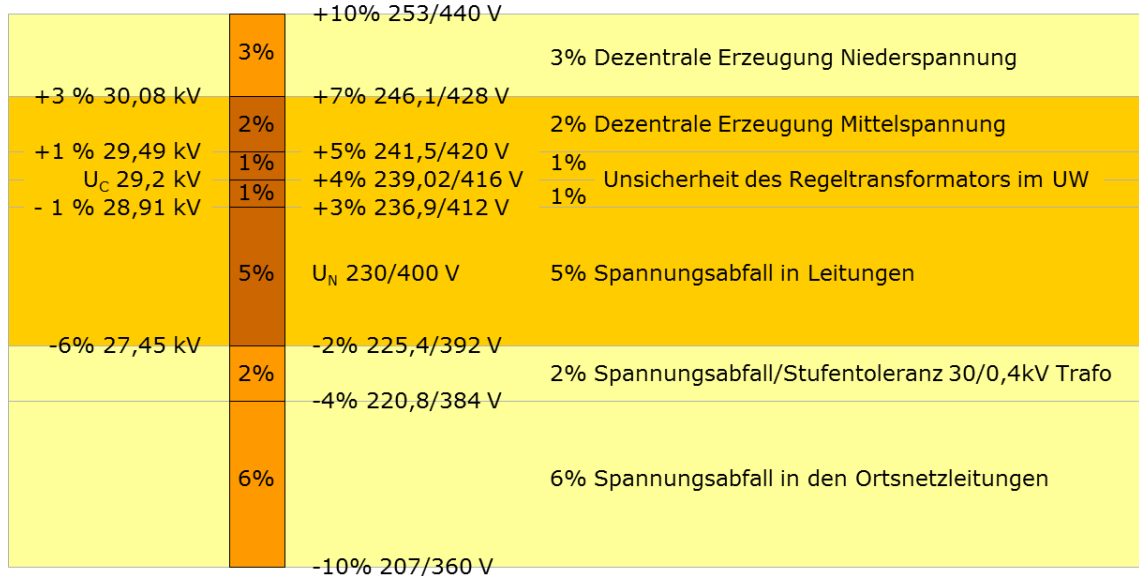 +10% 253/440 V
3%
3% Dezentrale Erzeugung Niederspannung
+3 % 30,08 kV
+7% 246,1/428 V
2%
2% Dezentrale Erzeugung Mittelspannung
+1 % 29,49 kV
+5% 241,5/420 V
1%
1%
UC 29,2 kV
+4% 239,02/416 V
Unsicherheit des Regeltransformators im UW
1%
1%
- 1 % 28,91 kV
+3% 236,9/412 V
5%
UN 230/400 V
5% Spannungsabfall in Leitungen
-6% 27,45 kV
-2% 225,4/392 V
2%
2% Spannungsabfall/Stufentoleranz 30/0,4kV Trafo
-4% 220,8/384 V
6%
6% Spannungsabfall in den Ortsnetzleitungen
-10% 207/360 V